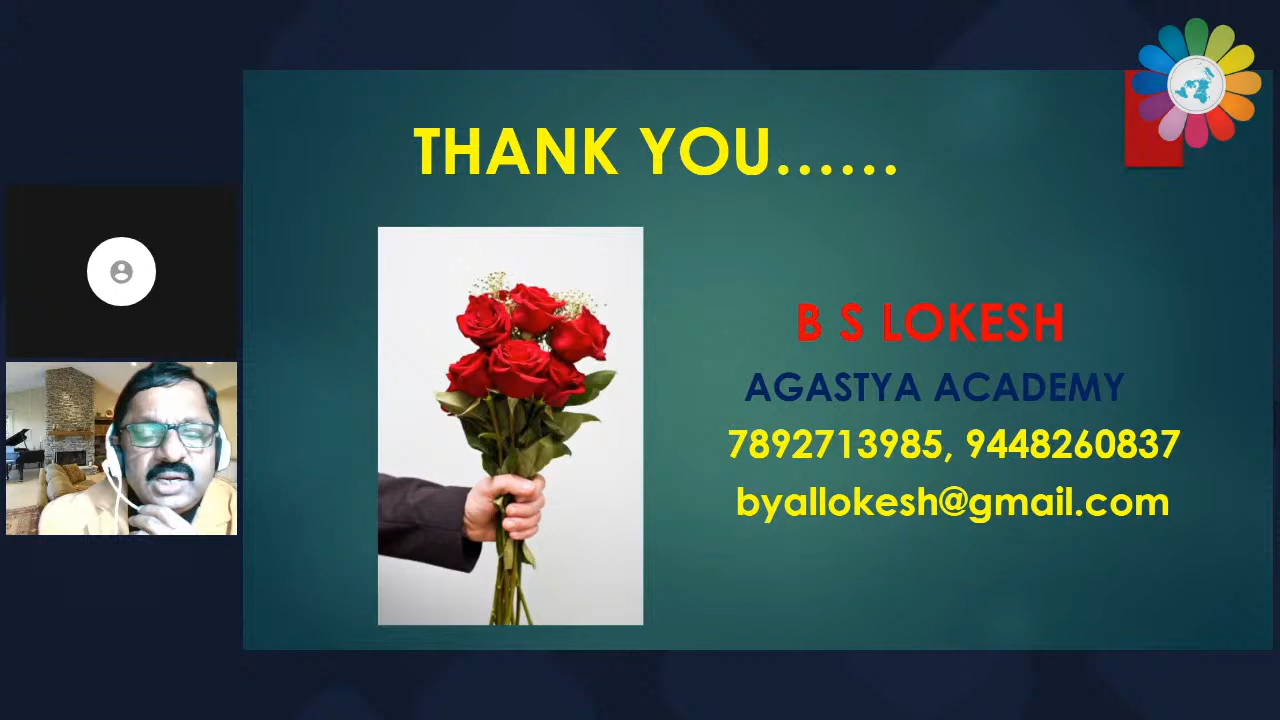 THANK YOU......
B S LOKESH
AGASTYA ACADEMY
7892713985, 9448260837
byallokesh@gmail.com